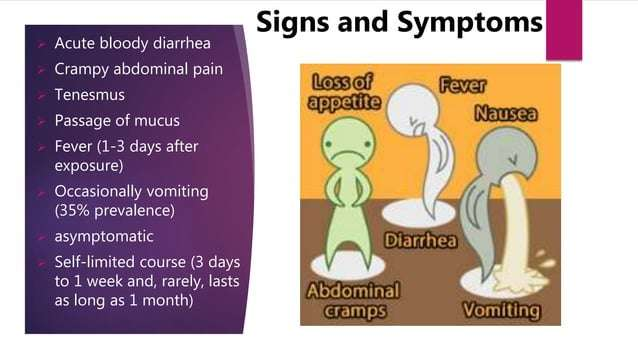 Signs and Symptoms
Acute bloody diarrhea
Crampy abdominal pain
Tenesmus
Passage of mucus
Fever (1-3 days after
exposure)
Occasionally vomiting
(35% prevalence)
asymptomatic
Self-limited course (3 days
to 1 week and, rarely, lasts
as long as 1 month)
Loss of
appetite
Fever
Nausea
Diarrhea
Abdominal
cramps
Vomiting